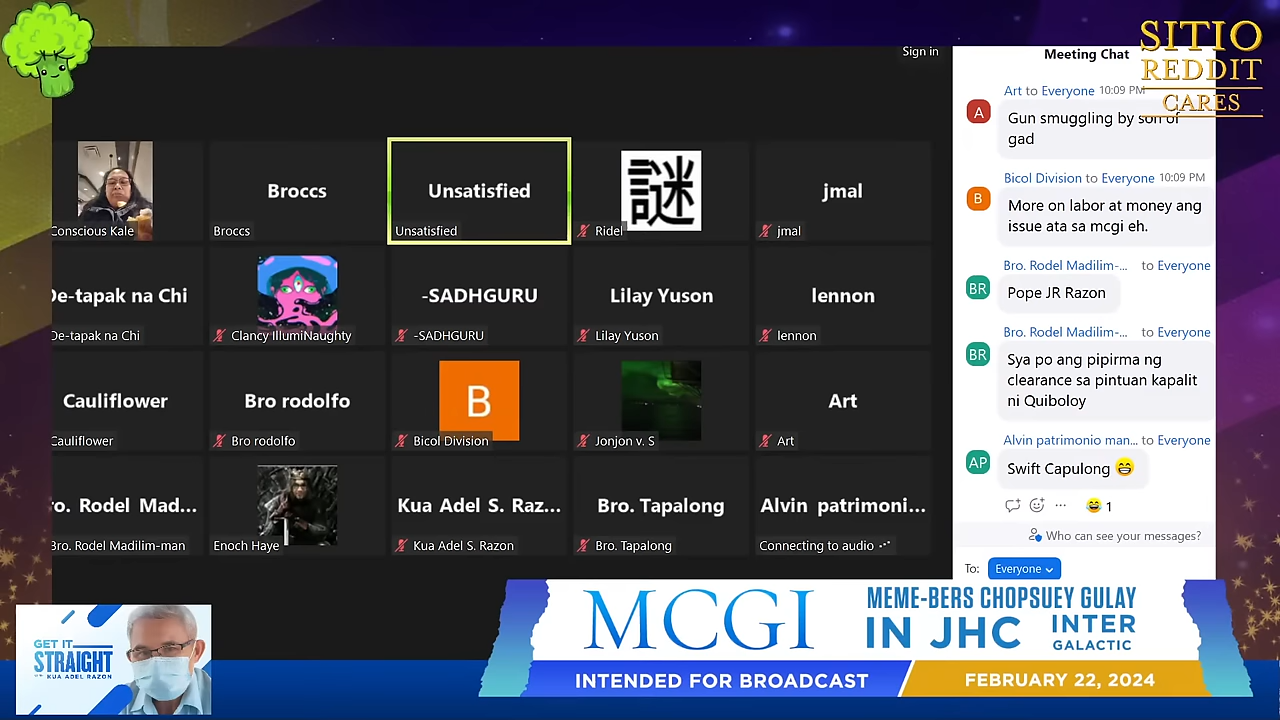 SITIO
REDDIT
CARES
Sign in
Meeting Chat
Conscious Kale
Broccs
Broccs
Unsatisfied
Unsatisfied
謎
Ridel
jmal
jmal
De-tapak na Chi
De-tapak na Chi
Clancy IllumiNaughty
-SADHGURU
-SADHGURU
Lilay Yuson
Lilay Yuson
lennon
lennon
Cauliflower
Cauliflower
Bro rodolfo
Bro rodolfo
B
Bicol Division
Jonjon v. S
Art
Art
ro. Rodel Mad...
Bro. Rodel Madilim-man
Enoch Haye
Kua Adel S. Raz...
Kua Adel S. Razon
Bro. Tapalong
Bro. Tapalong
Alvin patrimoni...
Connecting to audio
Art to Everyone 10:09 PM
A
Gun smuggling by son of
gad
Bicol Division to Everyone 10:09 PM
B
More on labor at money ang
issue ata sa mcgi eh.
Bro. Rodel Madilim-... to Everyone
BR
Pope JR Razon
Bro. Rodel Madilim-... to Everyone
BR
Sya po ang pipirma ng
clearance sa pintuan kapalit
ni Quiboloy
Alvin patrimonio man... to Everyone
AP
Swift Capulong 😁
😂 1
Who can see your messages?
To: Everyone
GET IT
STRAIGHT
KUA ADEL RAZON
MCGI
MEME-BERS CHOPSUEY GULAY
IN JHC INTER
GALACTIC
INTENDED FOR BROADCAST
FEBRUARY 22, 2024